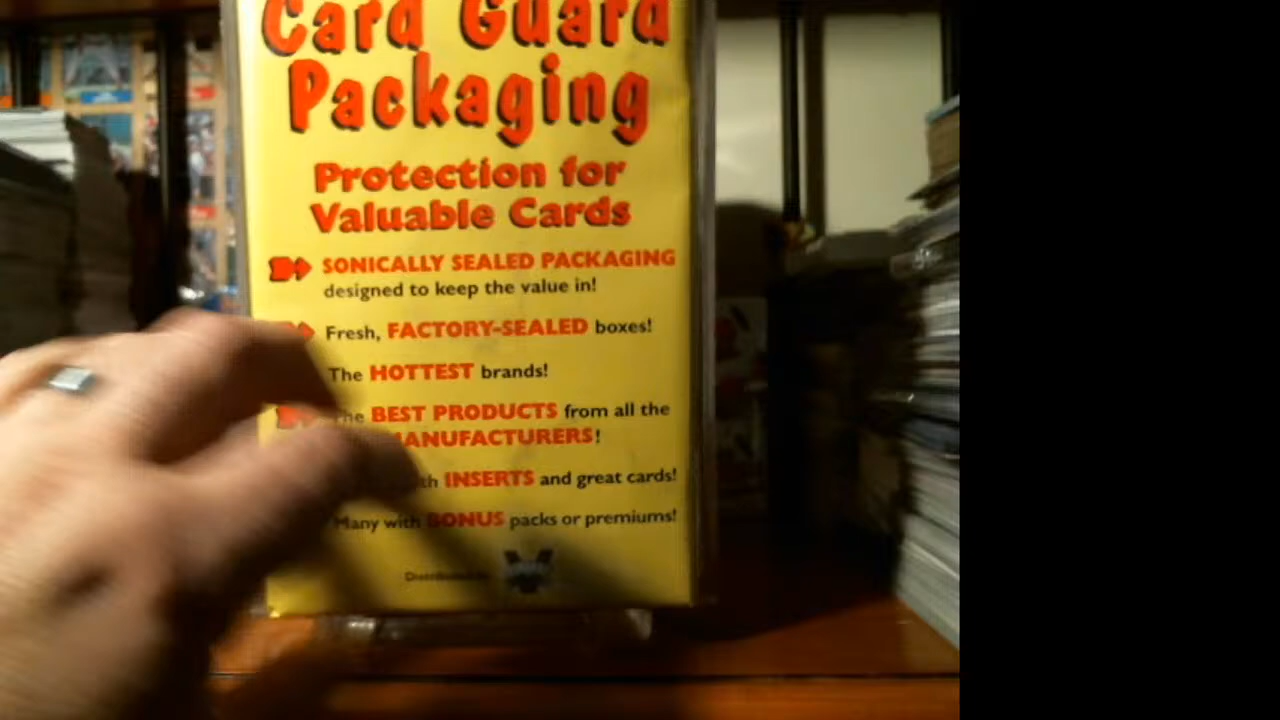 Card Guard
Packaging
Protection for
Valuable Cards
SONICALLY SEALED PACKAGING
designed to keep the value in!
Fresh, FACTORY-SEALED boxes!
The HOTTEST brands!
The BEST PRODUCTS from all the
MANUFACTURERS!
INSERTS and great cards!
Many with BONUS packs or premiums!